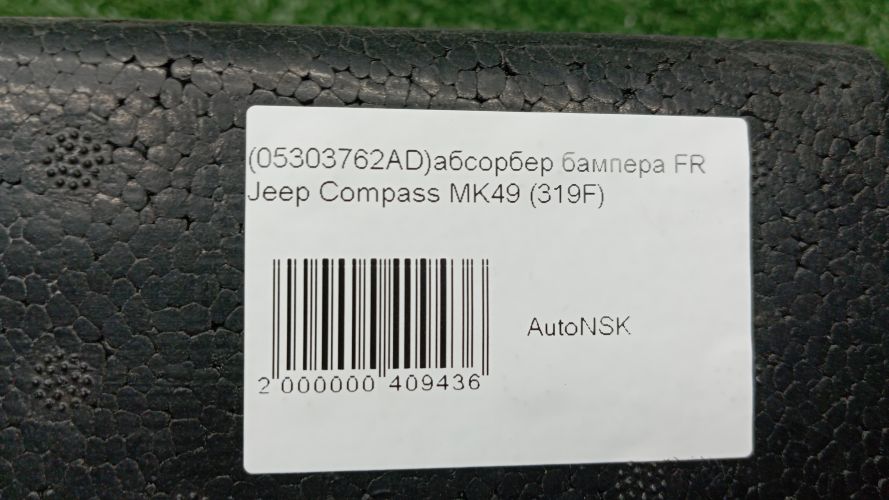 (05303762AD)абсорбер бампера FR
Jeep Compass MK49 (319F)
AutoNSK
2 000000 409436